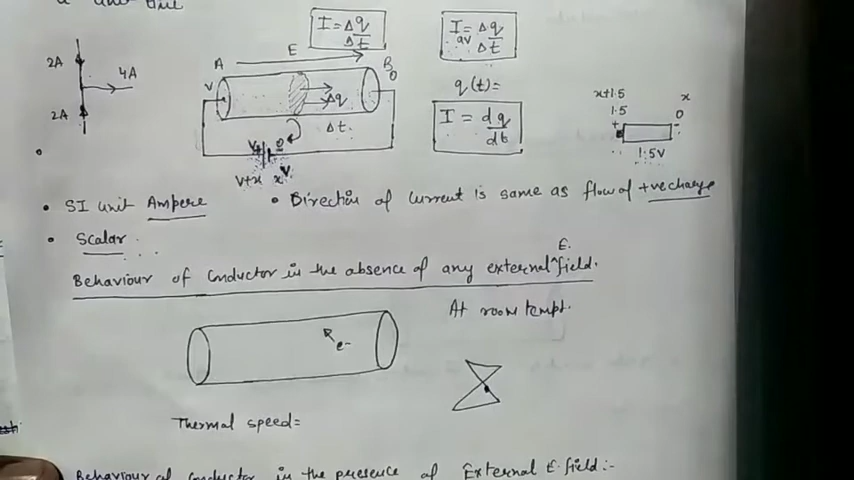 I = Δq/Δt
I av = Δq/Δt
2A
4A
2A
A E B
V 0
Δq
Δt.
q(t)=
I = dq/dt
x+1.5 x
1.5 0
+ -
1.5V
V+x x
• SI unit Ampere • Direction of current is same as flow of +ve charge
• Scalar
Behaviour of conductor in the absence of any external E. field.
At room tempt.
e-
Thermal speed=
Behaviour of conductor in the presence of External E. field:-